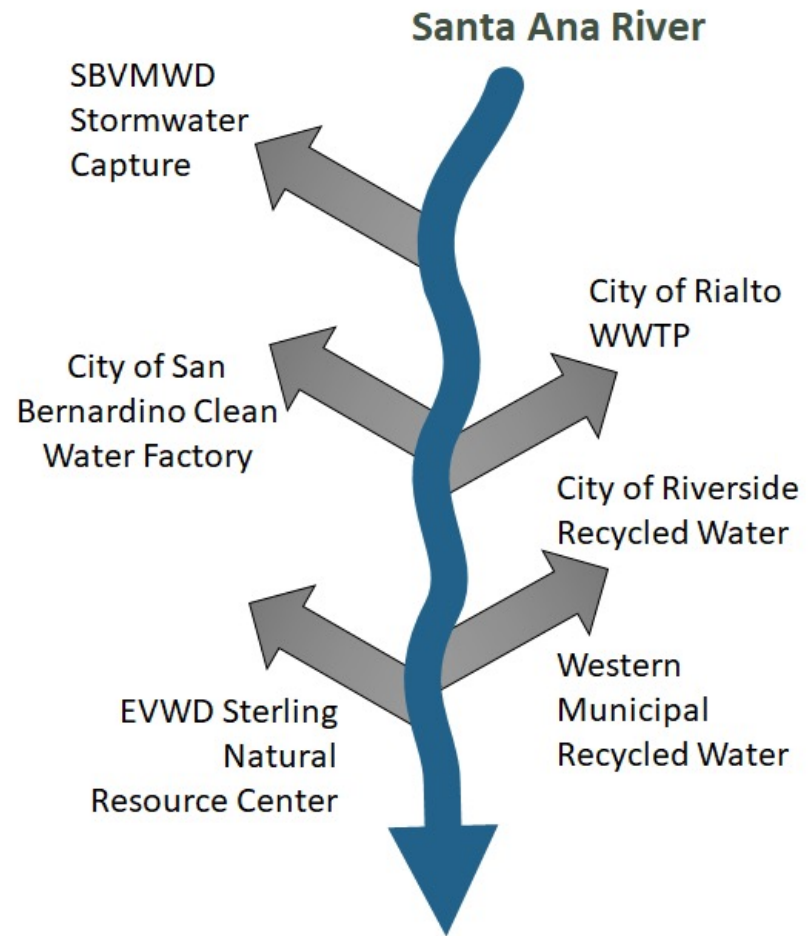 Santa Ana River
SBVMWD
Stormwater
Capture
City of Rialto
WWTP
City of San
Bernardino Clean
Water Factory
City of Riverside
Recycled Water
Western
Municipal
Recycled Water
EVWD Sterling
Natural
Resource Center